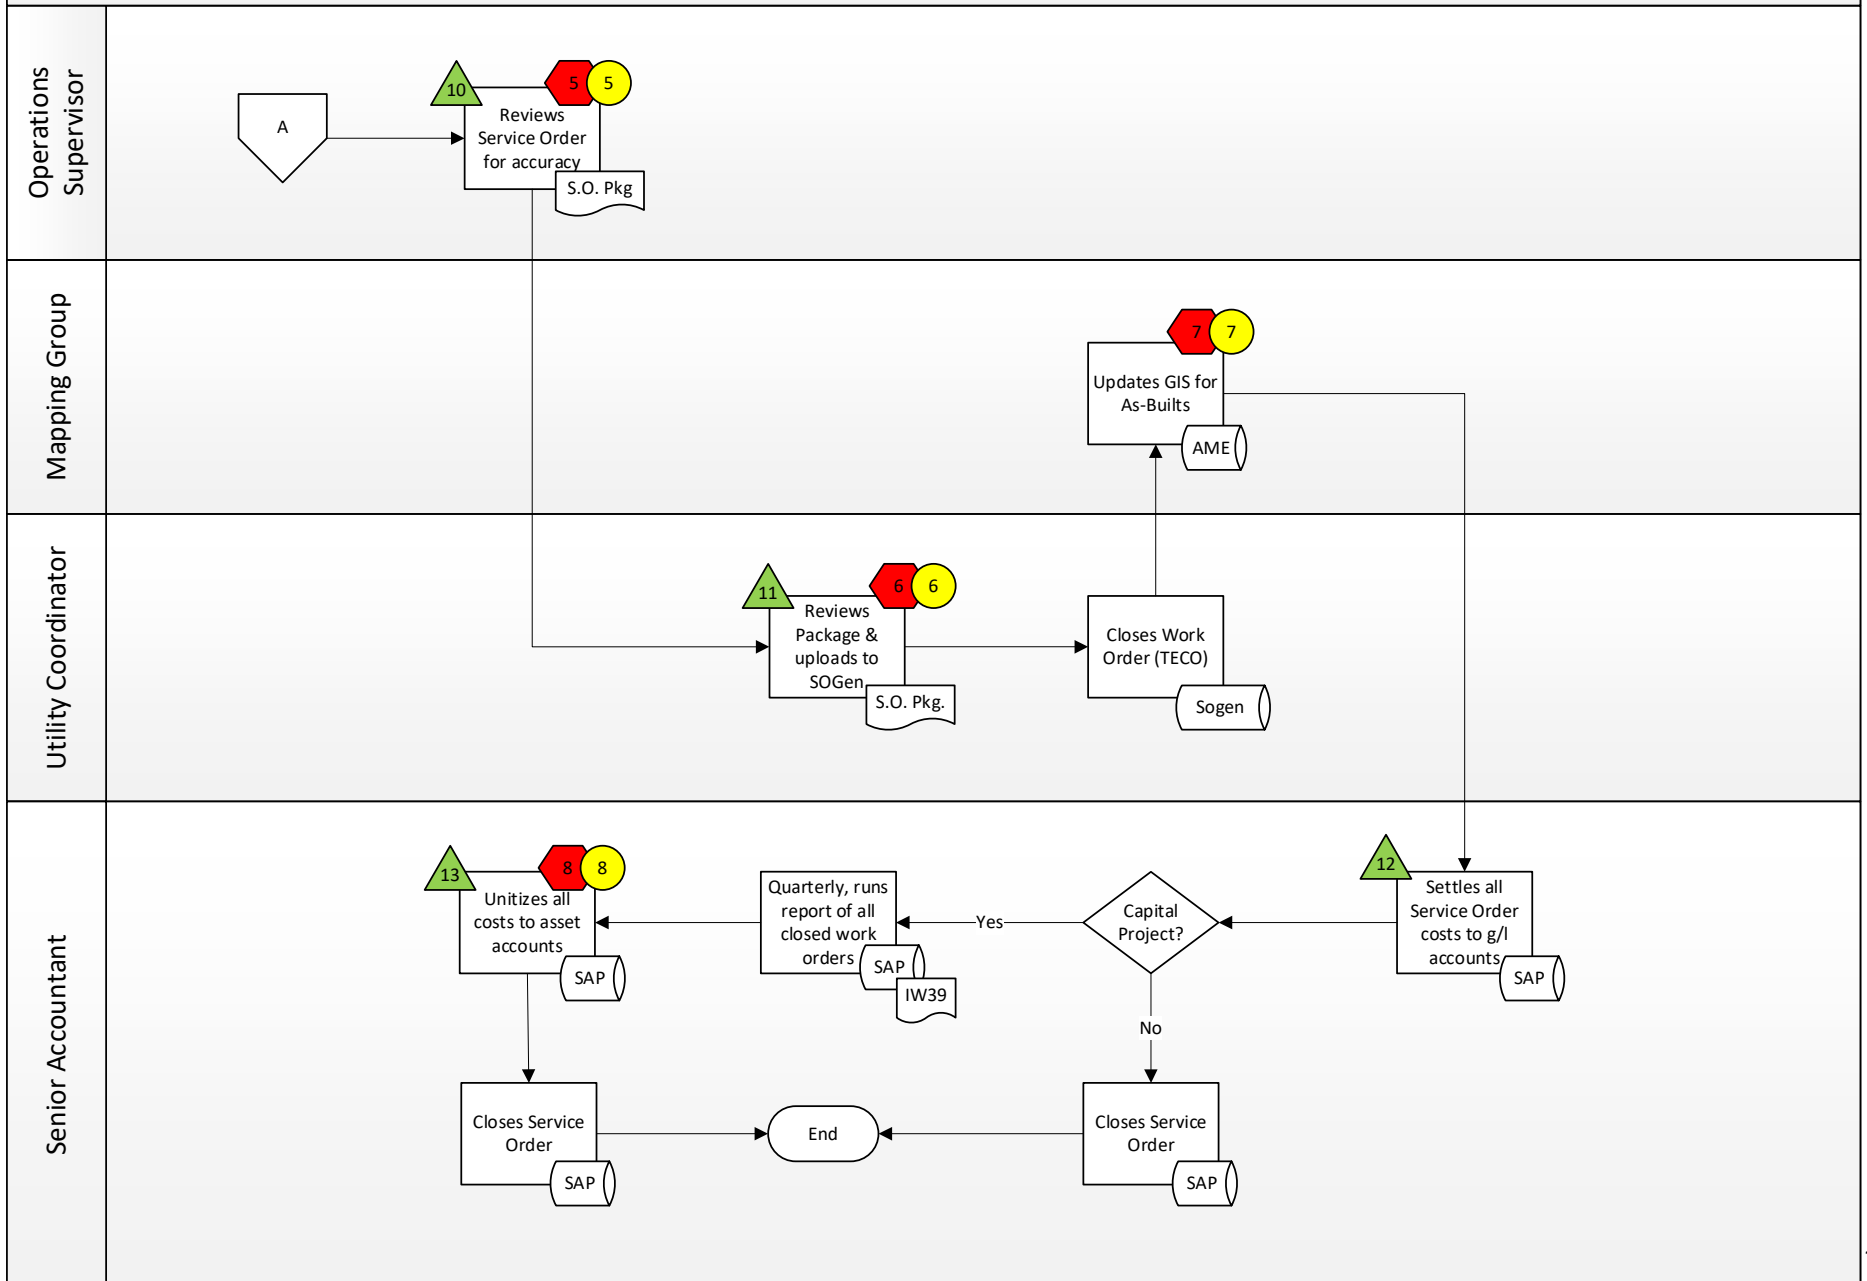 Operations
Supervisor
A
10
5
5
Reviews
Service Order
for accuracy
S.O. Pkg
Mapping Group
7
7
Updates GIS for
As-Builts
AME
Utility Coordinator
11
6
6
Reviews
Package &
uploads to
SOGen
S.O. Pkg.
Closes Work
Order (TECO)
Sogen
Senior Accountant
13
8
8
Unitizes all
costs to asset
accounts
SAP
Quarterly, runs
report of all
closed work
orders
SAP
IW39
Yes
Capital
Project?
No
12
Settles all
Service Order
costs to g/l
accounts
SAP
Closes Service
Order
SAP
End
Closes Service
Order
SAP